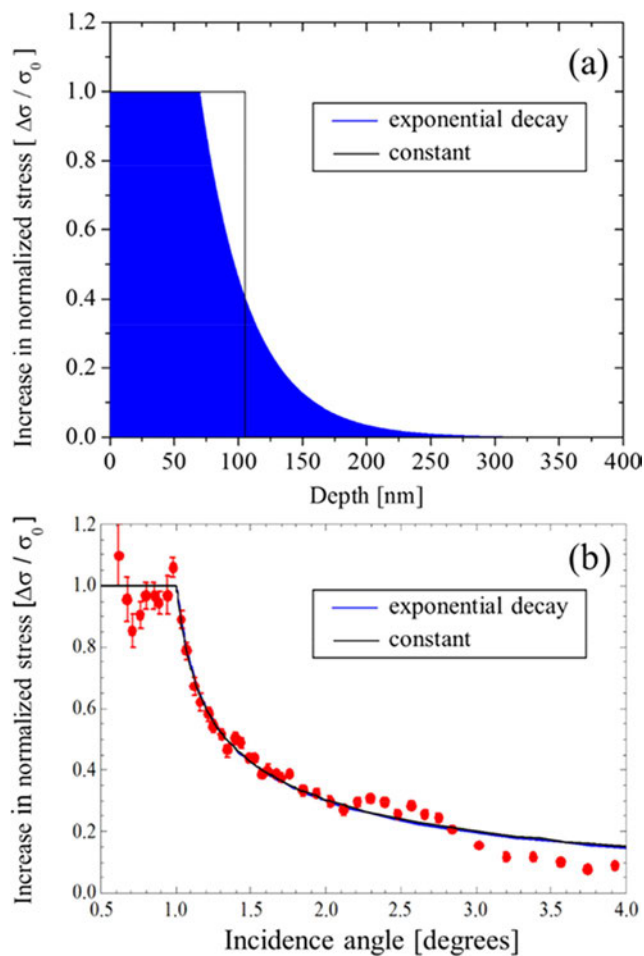 1.2
1.0
0.8
0.6
0.4
0.2
0.0
Increase in normalized stress [ Δσ / σ0 ]
(a)
exponential decay
constant
0 50 100 150 200 250 300 350 400
Depth [nm]
1.2
1.0
0.8
0.6
0.4
0.2
0.0
Increase in normalized stress [Δσ / σ0 ]
(b)
exponential decay
constant
0.5 1.0 1.5 2.0 2.5 3.0 3.5 4.0
Incidence angle [degrees]